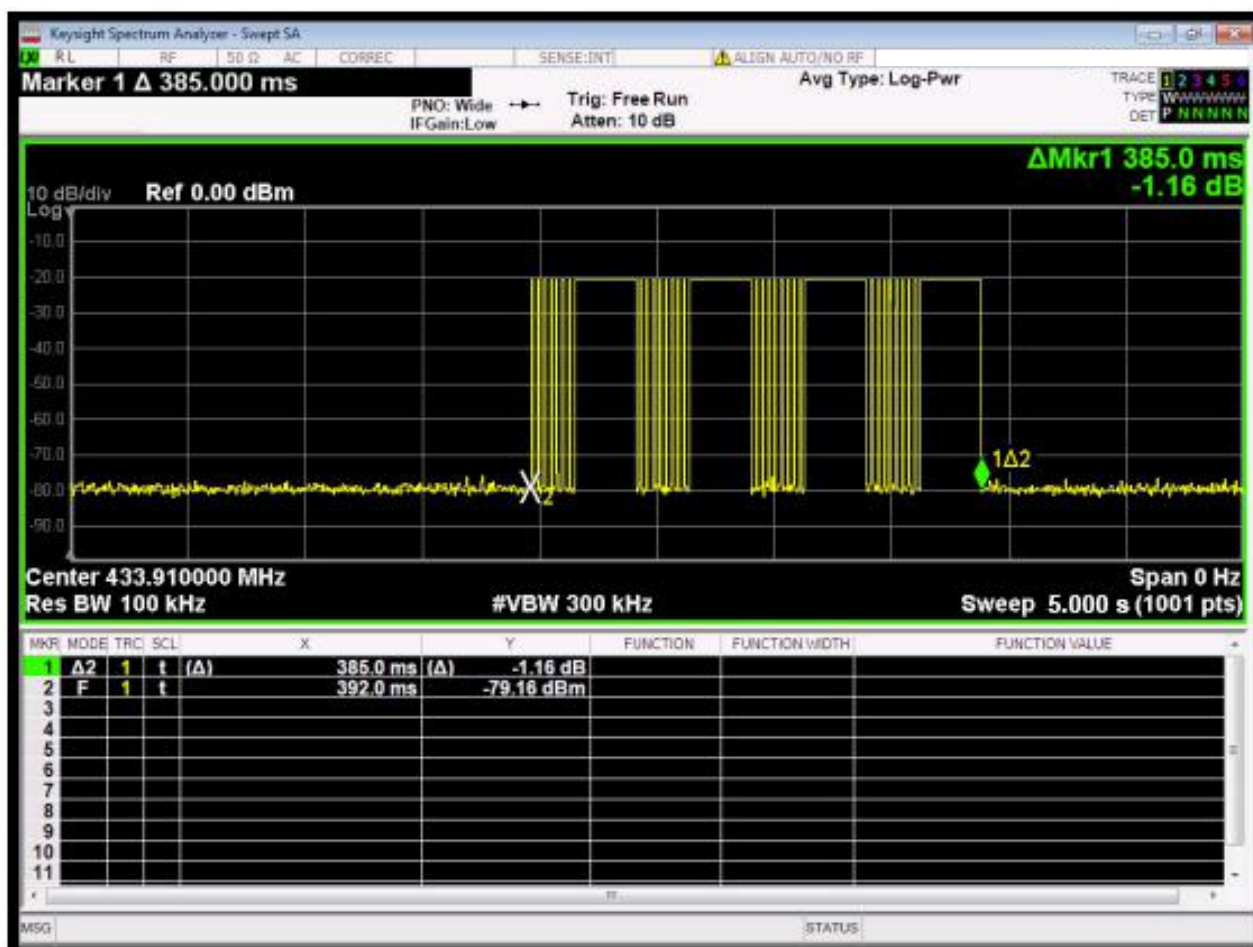 Keysight Spectrum Analyzer - Swept SA
RL RF 50 Ω AC CORREC SENSE:INT ALIGN AUTO/NO RF
Marker 1 Δ 385.000 ms
PNO: Wide Trig: Free Run Avg Type: Log-Pwr TRACE 1 2 3 4 5 6
IFGain:Low Atten: 10 dB TYPE W
DET P N N N N N
ΔMkr1 385.0 ms
-1.16 dB
10 dB/div Ref 0.00 dBm
Log
-10.0
-20.0
-30.0
-40.0
-50.0
-60.0
-70.0
-80.0
-90.0
2
1Δ2
Center 433.910000 MHz Span 0 Hz
Res BW 100 kHz #VBW 300 kHz Sweep 5.000 s (1001 pts)
MKR MODE TRC SCL X Y FUNCTION FUNCTION WIDTH FUNCTION VALUE
1 Δ2 1 t (Δ) 385.0 ms (Δ) -1.16 dB
2 F 1 t 392.0 ms -79.16 dBm
3
4
5
6
7
8
9
10
11
MSG STATUS